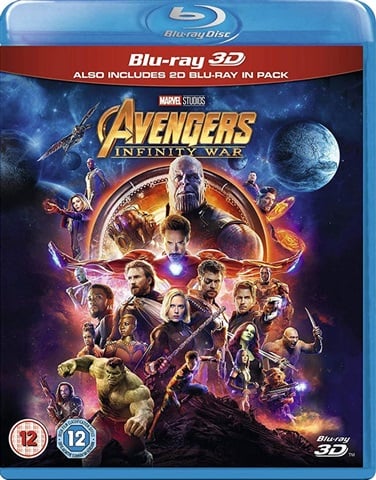 Blu-ray Disc
Blu-ray 3D
ALSO INCLUDES 2D BLU-RAY IN PACK
MARVEL STUDIOS
AVENGERS
INFINITY WAR
12
12
Blu-ray
3D